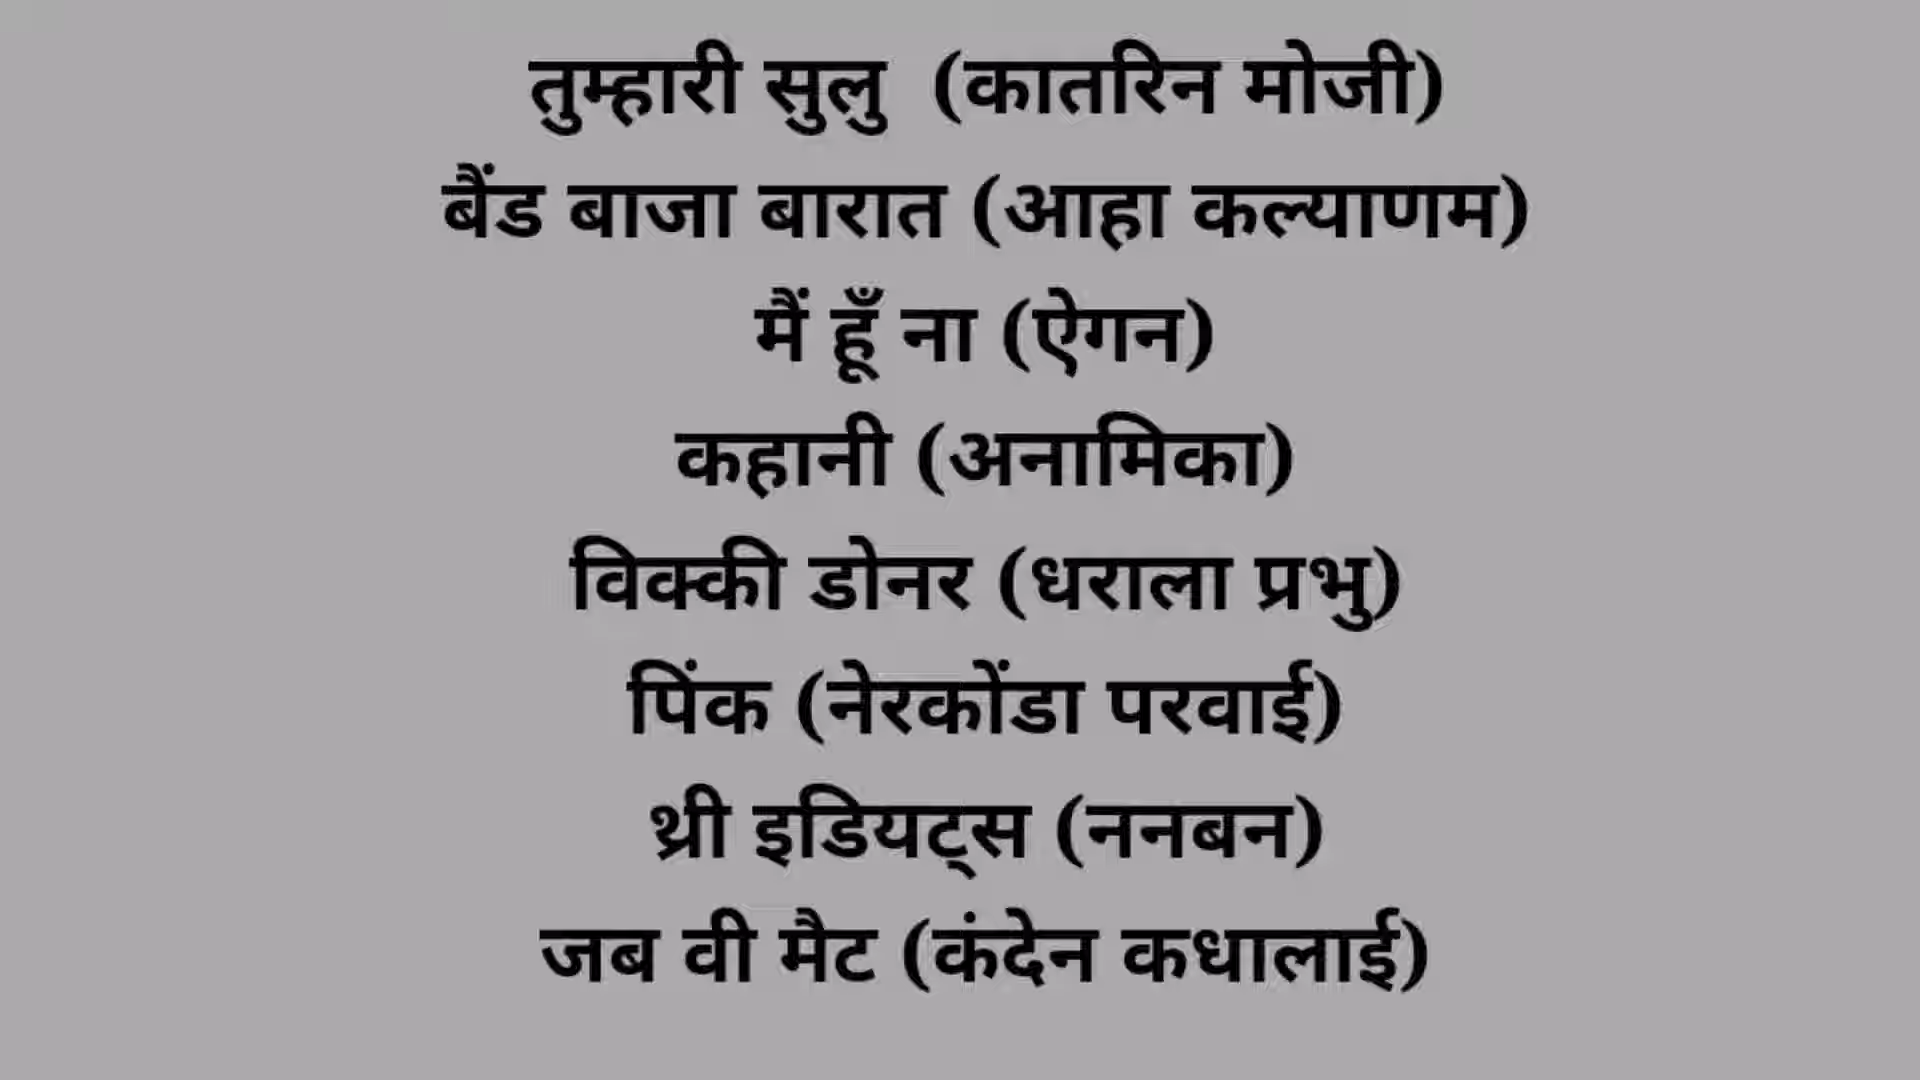 तुम्हारी सुलु (कातरिन मोजी)
बैंड बाजा बारात (आहा कल्याणम)
मैं हूँ ना (ऐगन)
कहानी (अनामिका)
विक्की डोनर (धराला प्रभु)
पिंक (नेरकोंडा परवाई)
थ्री इडियट्स (ननबन)
जब वी मैट (कंदेन कधालाई)